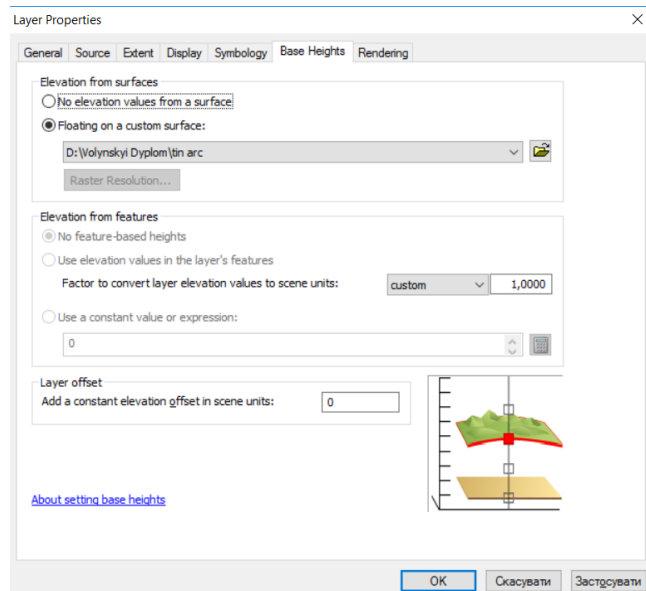 Layer Properties
General Source Extent Display Symbology Base Heights Rendering
Elevation from surfaces
No elevation values from a surface
Floating on a custom surface:
D:\Volynskyi Dyplom\tin arc
Raster Resolution...
Elevation from features
No feature-based heights
Use elevation values in the layer's features
Factor to convert layer elevation values to scene units: custom 1,0000
Use a constant value or expression:
0
Layer offset
Add a constant elevation offset in scene units: 0
About setting base heights
OK Скасувати Застосувати